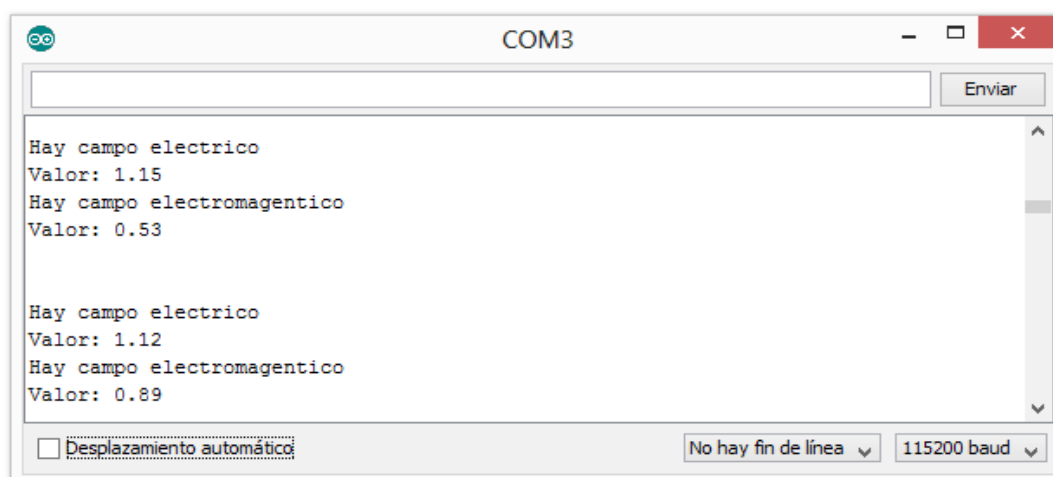 COM3
Enviar
Hay campo electrico
Valor: 1.15
Hay campo electromagentico
Valor: 0.53
Hay campo electrico
Valor: 1.12
Hay campo electromagentico
Valor: 0.89
Desplazamiento automático
No hay fin de línea
115200 baud